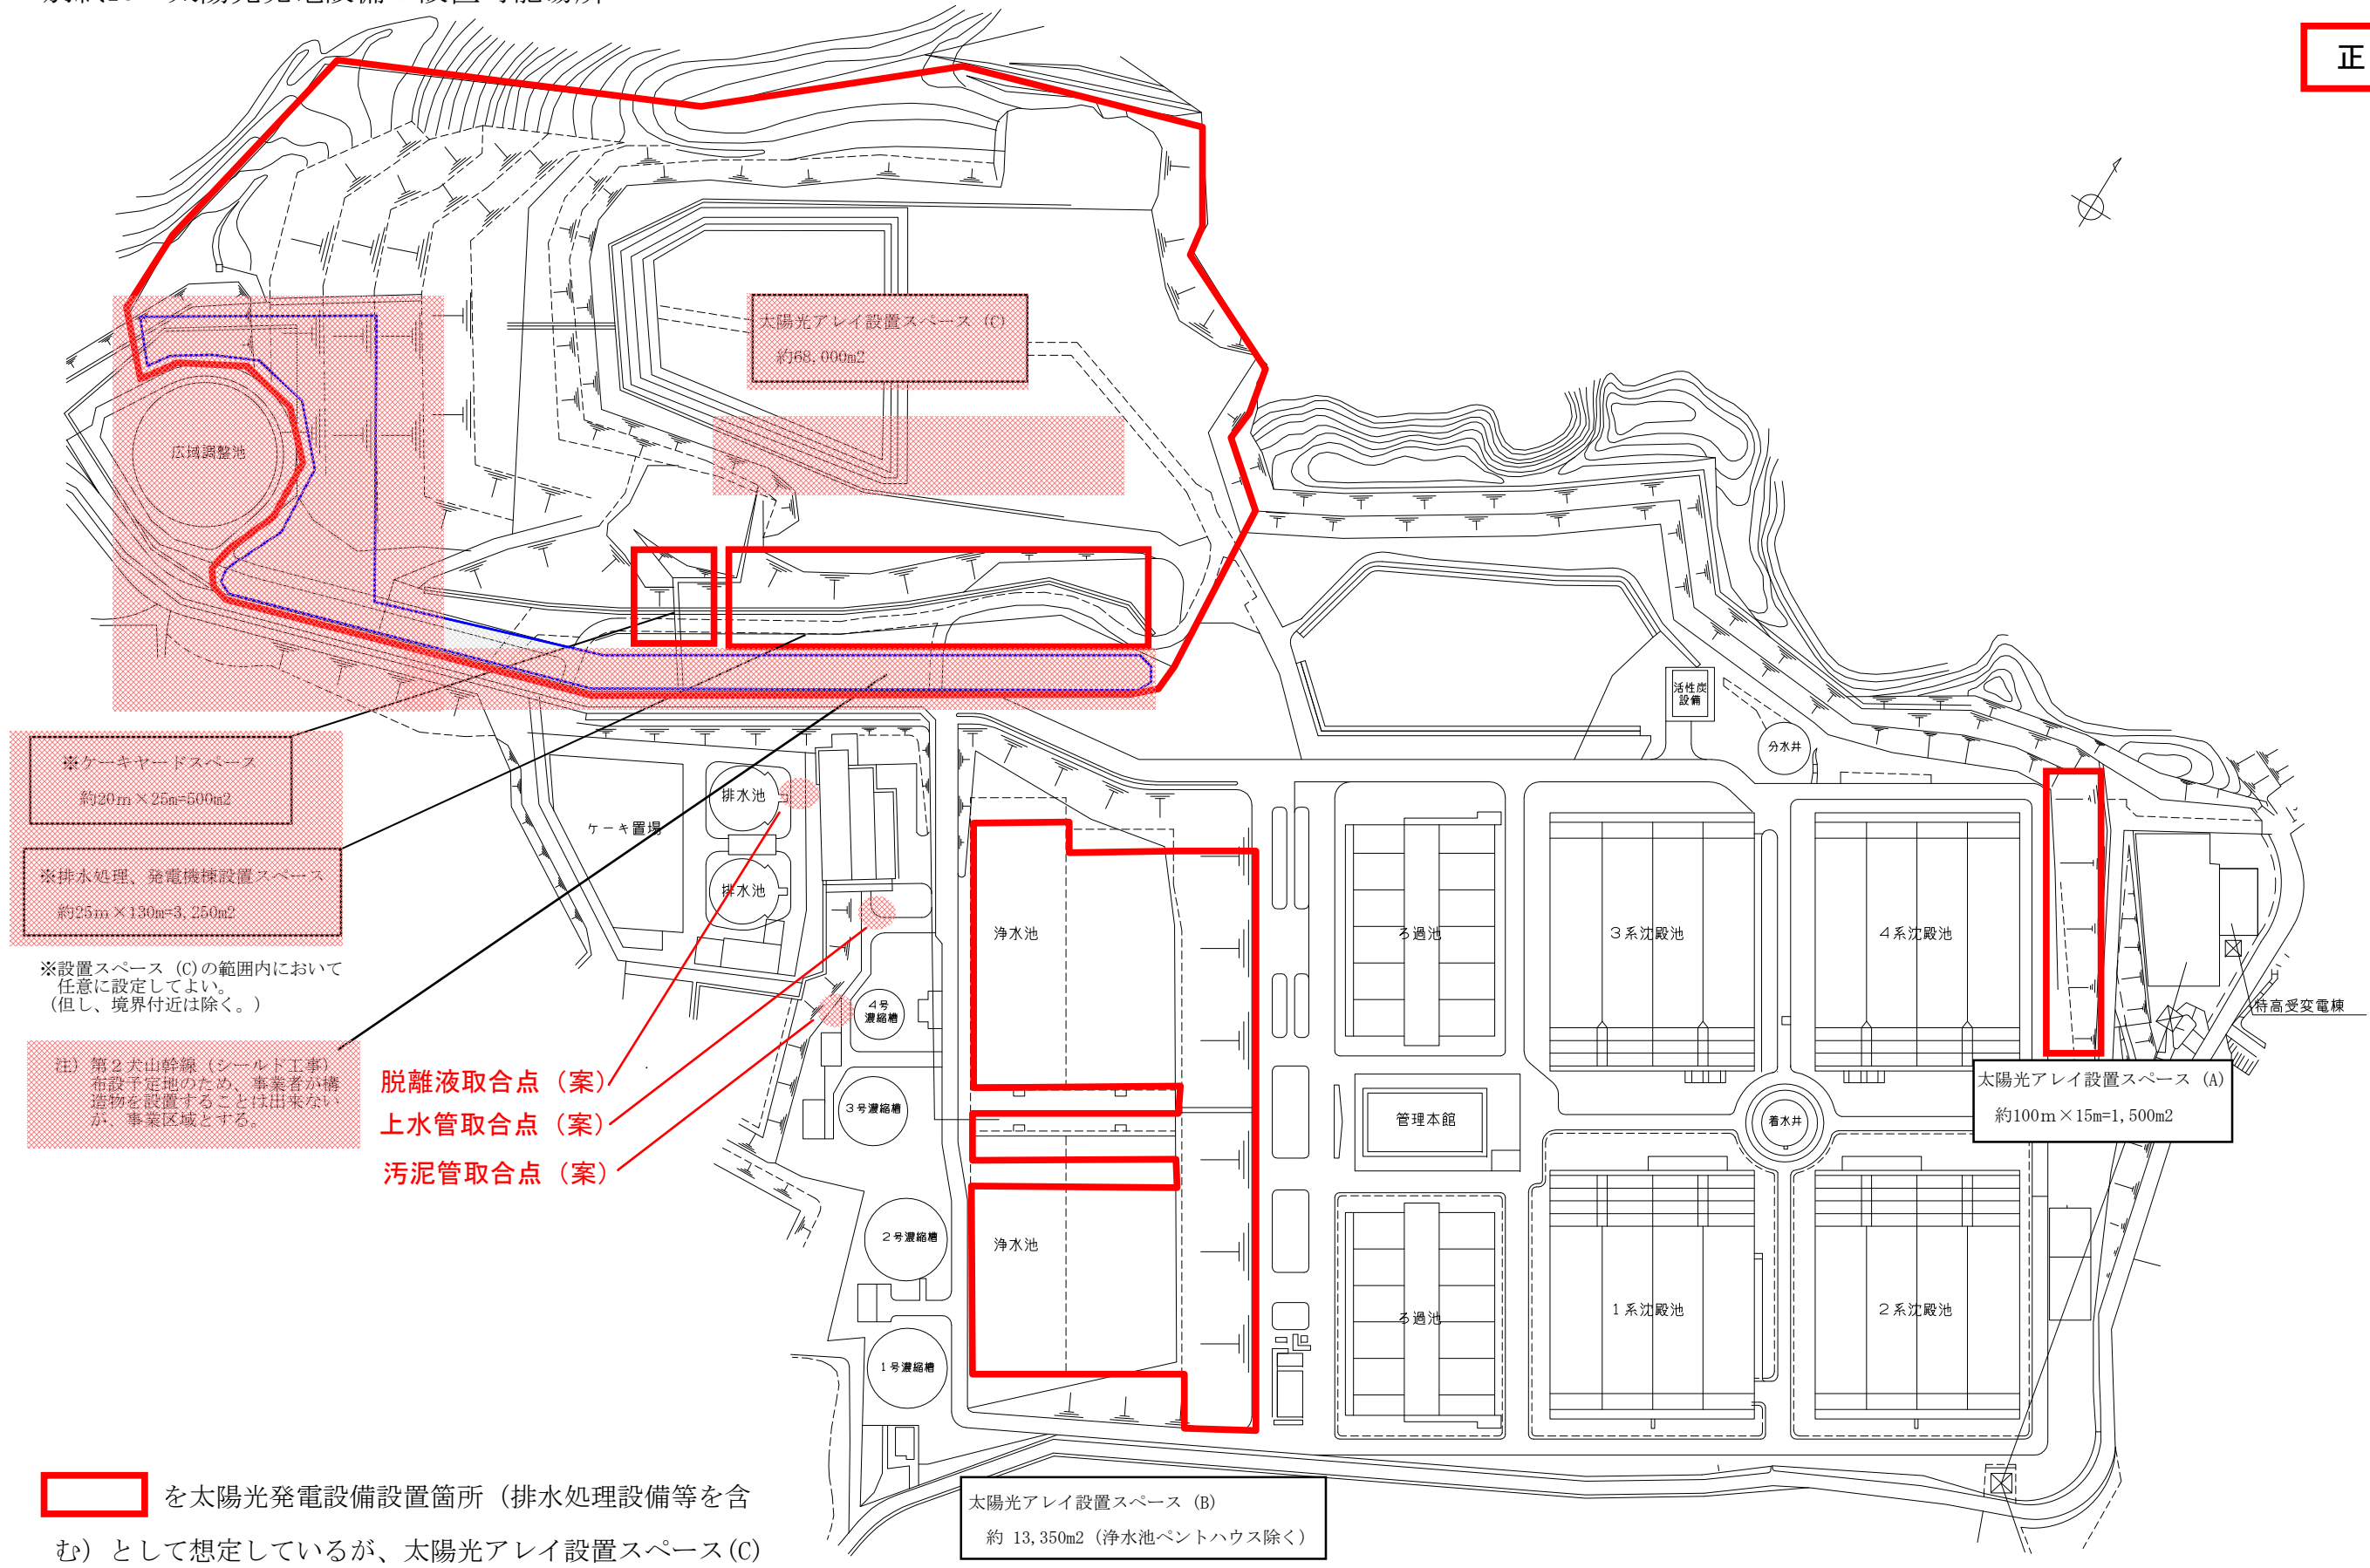 正
太陽光アレイ設置スペース（C）
約68,000m2
広域調整池
活性炭
設備
分水井
※ケーキヤードスペース
約20ｍ×25m=500m2
※排水処理、発電機棟設置スペース
約25ｍ×130m=3,250m2
※設置スペース（C)の範囲内において
任意に設定してよい。
（但し、境界付近は除く。）
注）第２犬山幹線（シールド工事）
布設予定地のため、事業者が構
造物を設置することは出来ない
が、事業区域とする。
排水池
ケーキ置場
排水池
４号
濃縮槽
３号濃縮槽
２号濃縮槽
１号濃縮槽
脱離液取合点（案）
上水管取合点（案）
汚泥管取合点（案）
浄水池
浄水池
ろ過池
ろ過池
管理本館
３系沈殿池
４系沈殿池
着水井
１系沈殿池
２系沈殿池
特高受変電棟
太陽光アレイ設置スペース（A）
約100ｍ×15m=1,500m2
太陽光アレイ設置スペース（B）
約 13,350m2（浄水池ペントハウス除く）
を太陽光発電設備設置箇所（排水処理設備等を含
む）として想定しているが、太陽光アレイ設置スペース(C)